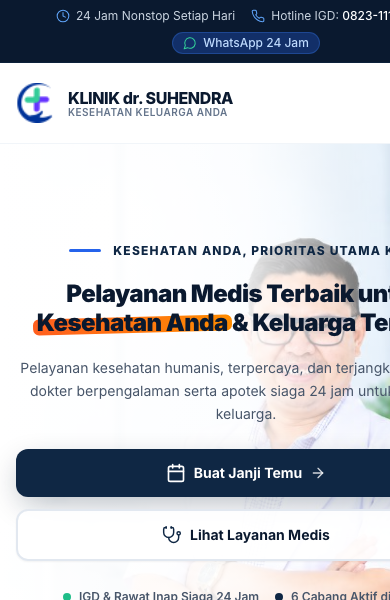 24 Jam Nonstop Setiap Hari Hotline IGD: 0823-11
WhatsApp 24 Jam
KLINIK dr. SUHENDRA
KESEHATAN KELUARGA ANDA
KESEHATAN ANDA, PRIORITAS UTAMA K
Pelayanan Medis Terbaik un
Kesehatan Anda & Keluarga Te
Pelayanan kesehatan humanis, terpercaya, dan terjangk
dokter berpengalaman serta apotek siaga 24 jam untuk
keluarga.
Buat Janji Temu →
Lihat Layanan Medis
IGD & Rawat Inap Siaga 24 Jam 6 Cabang Aktif d